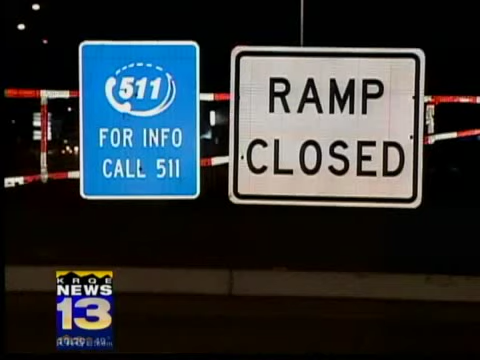 511
FOR INFO
CALL 511
RAMP
CLOSED
KRQE
NEWS
13